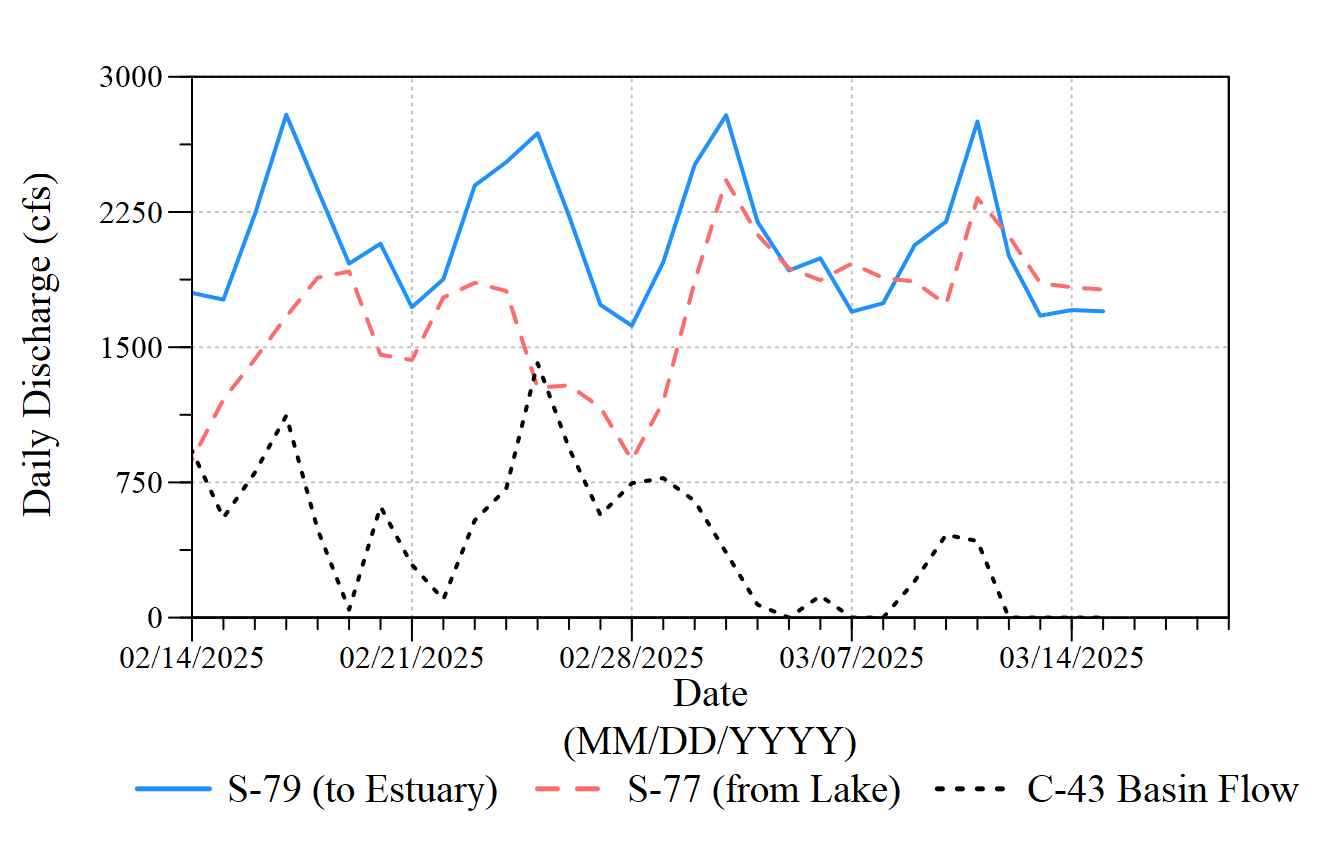 3000
2250
1500
750
0
Daily Discharge (cfs)
02/14/2025 02/21/2025 02/28/2025 03/07/2025 03/14/2025
Date
(MM/DD/YYYY)
S-79 (to Estuary) S-77 (from Lake) C-43 Basin Flow